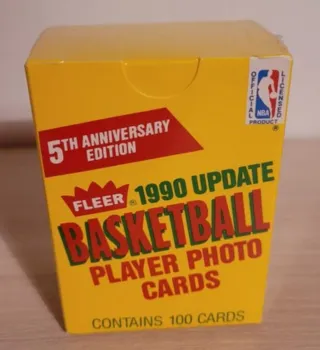 OFFICIAL LICENSED
NBA
PRODUCT
®
5TH ANNIVERSARY
EDITION
FLEER® 1990 UPDATE
BASKETBALL
PLAYER PHOTO
CARDS
CONTAINS 100 CARDS